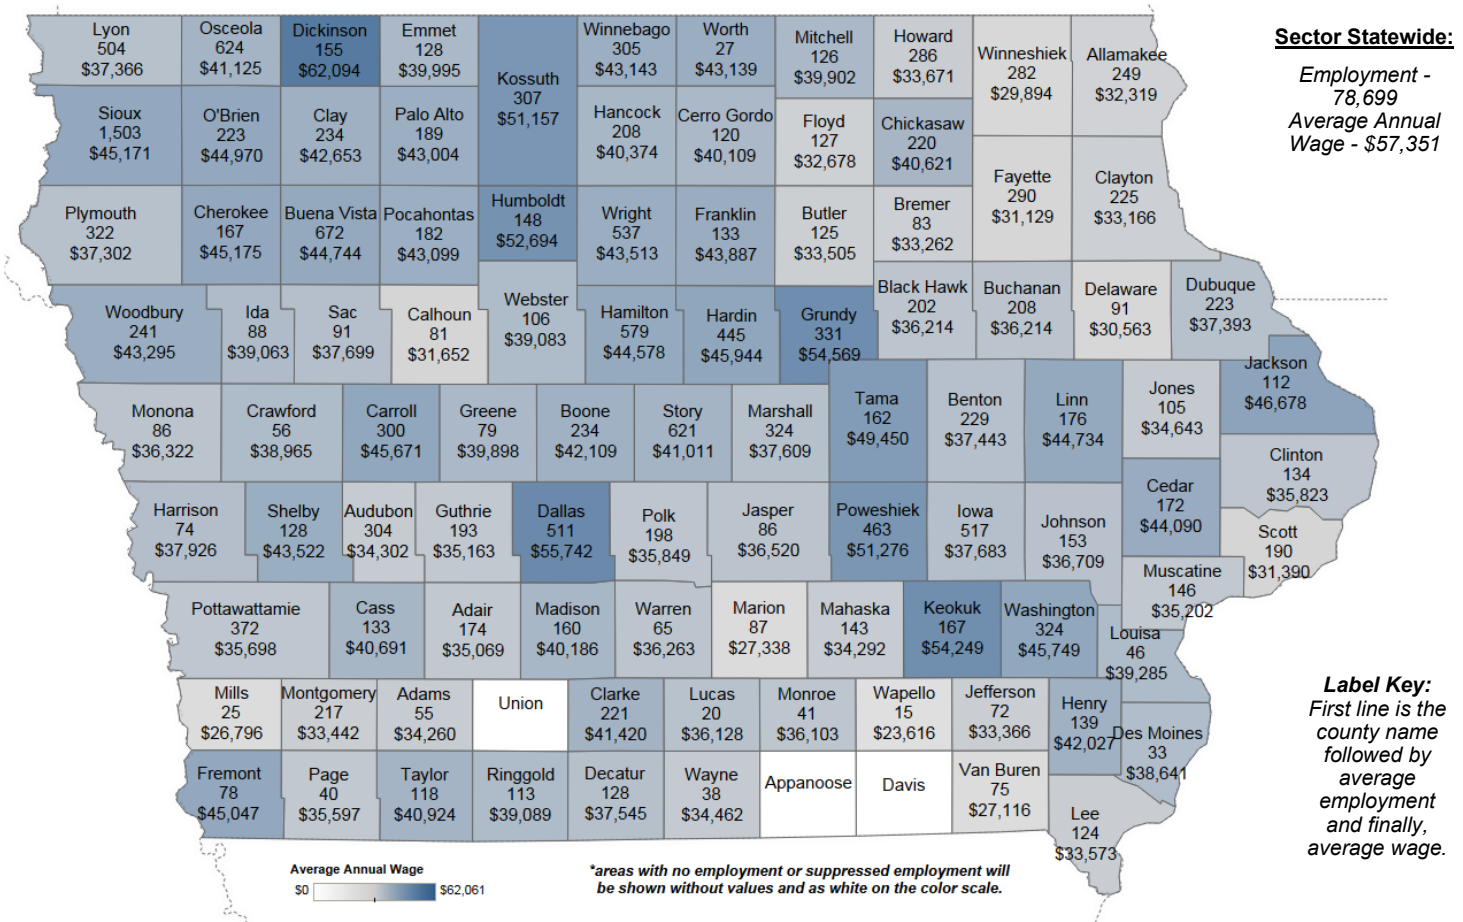 Lyon
504
$37,366
Osceola
624
$41,125
Dickinson
155
$62,094
Emmet
128
$39,995
Kossuth
307
$51,157
Winnebago
305
$43,143
Worth
27
$43,139
Mitchell
126
$39,902
Howard
286
$33,671
Winneshiek
282
$29,894
Allamakee
249
$32,319
Sector Statewide:
Employment -
78,699
Average Annual
Wage - $57,351
Sioux
1,503
$45,171
O'Brien
223
$44,970
Clay
234
$42,653
Palo Alto
189
$43,004
Hancock
208
$40,374
Cerro Gordo
120
$40,109
Floyd
127
$32,678
Chickasaw
220
$40,621
Fayette
290
$31,129
Clayton
225
$33,166
Plymouth
322
$37,302
Cherokee
167
$45,175
Buena Vista
672
$44,744
Pocahontas
182
$43,099
Humboldt
148
$52,694
Wright
537
$43,513
Franklin
133
$43,887
Butler
125
$33,505
Bremer
83
$33,262
Woodbury
241
$43,295
Ida
88
$39,063
Sac
91
$37,699
Calhoun
81
$31,652
Webster
106
$39,083
Hamilton
579
$44,578
Hardin
445
$45,944
Grundy
331
$54,569
Black Hawk
202
$36,214
Buchanan
208
$36,214
Delaware
91
$30,563
Dubuque
223
$37,393
Jackson
112
$46,678
Monona
86
$36,322
Crawford
56
$38,965
Carroll
300
$45,671
Greene
79
$39,898
Boone
234
$42,109
Story
621
$41,011
Marshall
324
$37,609
Tama
162
$49,450
Benton
229
$37,443
Linn
176
$44,734
Jones
105
$34,643
Clinton
134
$35,823
Cedar
172
$44,090
Harrison
74
$37,926
Shelby
128
$43,522
Audubon
304
$34,302
Guthrie
193
$35,163
Dallas
511
$55,742
Polk
198
$35,849
Jasper
86
$36,520
Poweshiek
463
$51,276
Iowa
517
$37,683
Johnson
153
$36,709
Scott
190
$31,390
Muscatine
146
$35,202
Pottawattamie
372
$35,698
Cass
133
$40,691
Adair
174
$35,069
Madison
160
$40,186
Warren
65
$36,263
Marion
87
$27,338
Mahaska
143
$34,292
Keokuk
167
$54,249
Washington
324
$45,749
Louisa
46
$39,285
Mills
25
$26,796
Montgomery
217
$33,442
Adams
55
$34,260
Union
Clarke
221
$41,420
Lucas
20
$36,128
Monroe
41
$36,103
Wapello
15
$23,616
Jefferson
72
$33,366
Henry
139
$42,027
Des Moines
33
$38,641
Label Key:
First line is the
county name
followed by
average
employment
and finally,
average wage.
Fremont
78
$45,047
Page
40
$35,597
Taylor
118
$40,924
Ringgold
113
$39,089
Decatur
128
$37,545
Wayne
38
$34,462
Appanoose
Davis
Van Buren
75
$27,116
Lee
124
$33,573
Average Annual Wage
$0
$62,061
*areas with no employment or suppressed employment will
be shown without values and as white on the color scale.